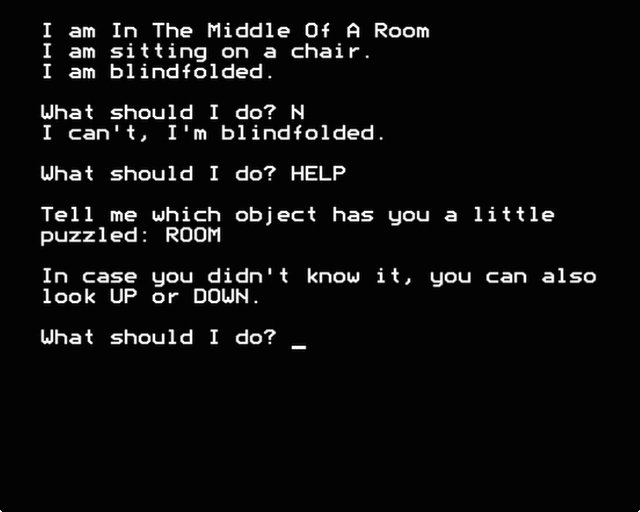 I am In The Middle Of A Room
I am sitting on a chair.
I am blindfolded.
What should I do? N
I can't, I'm blindfolded.
What should I do? HELP
Tell me which object has you a little
puzzled: ROOM
In case you didn't know it, you can also
look UP or DOWN.
What should I do? _